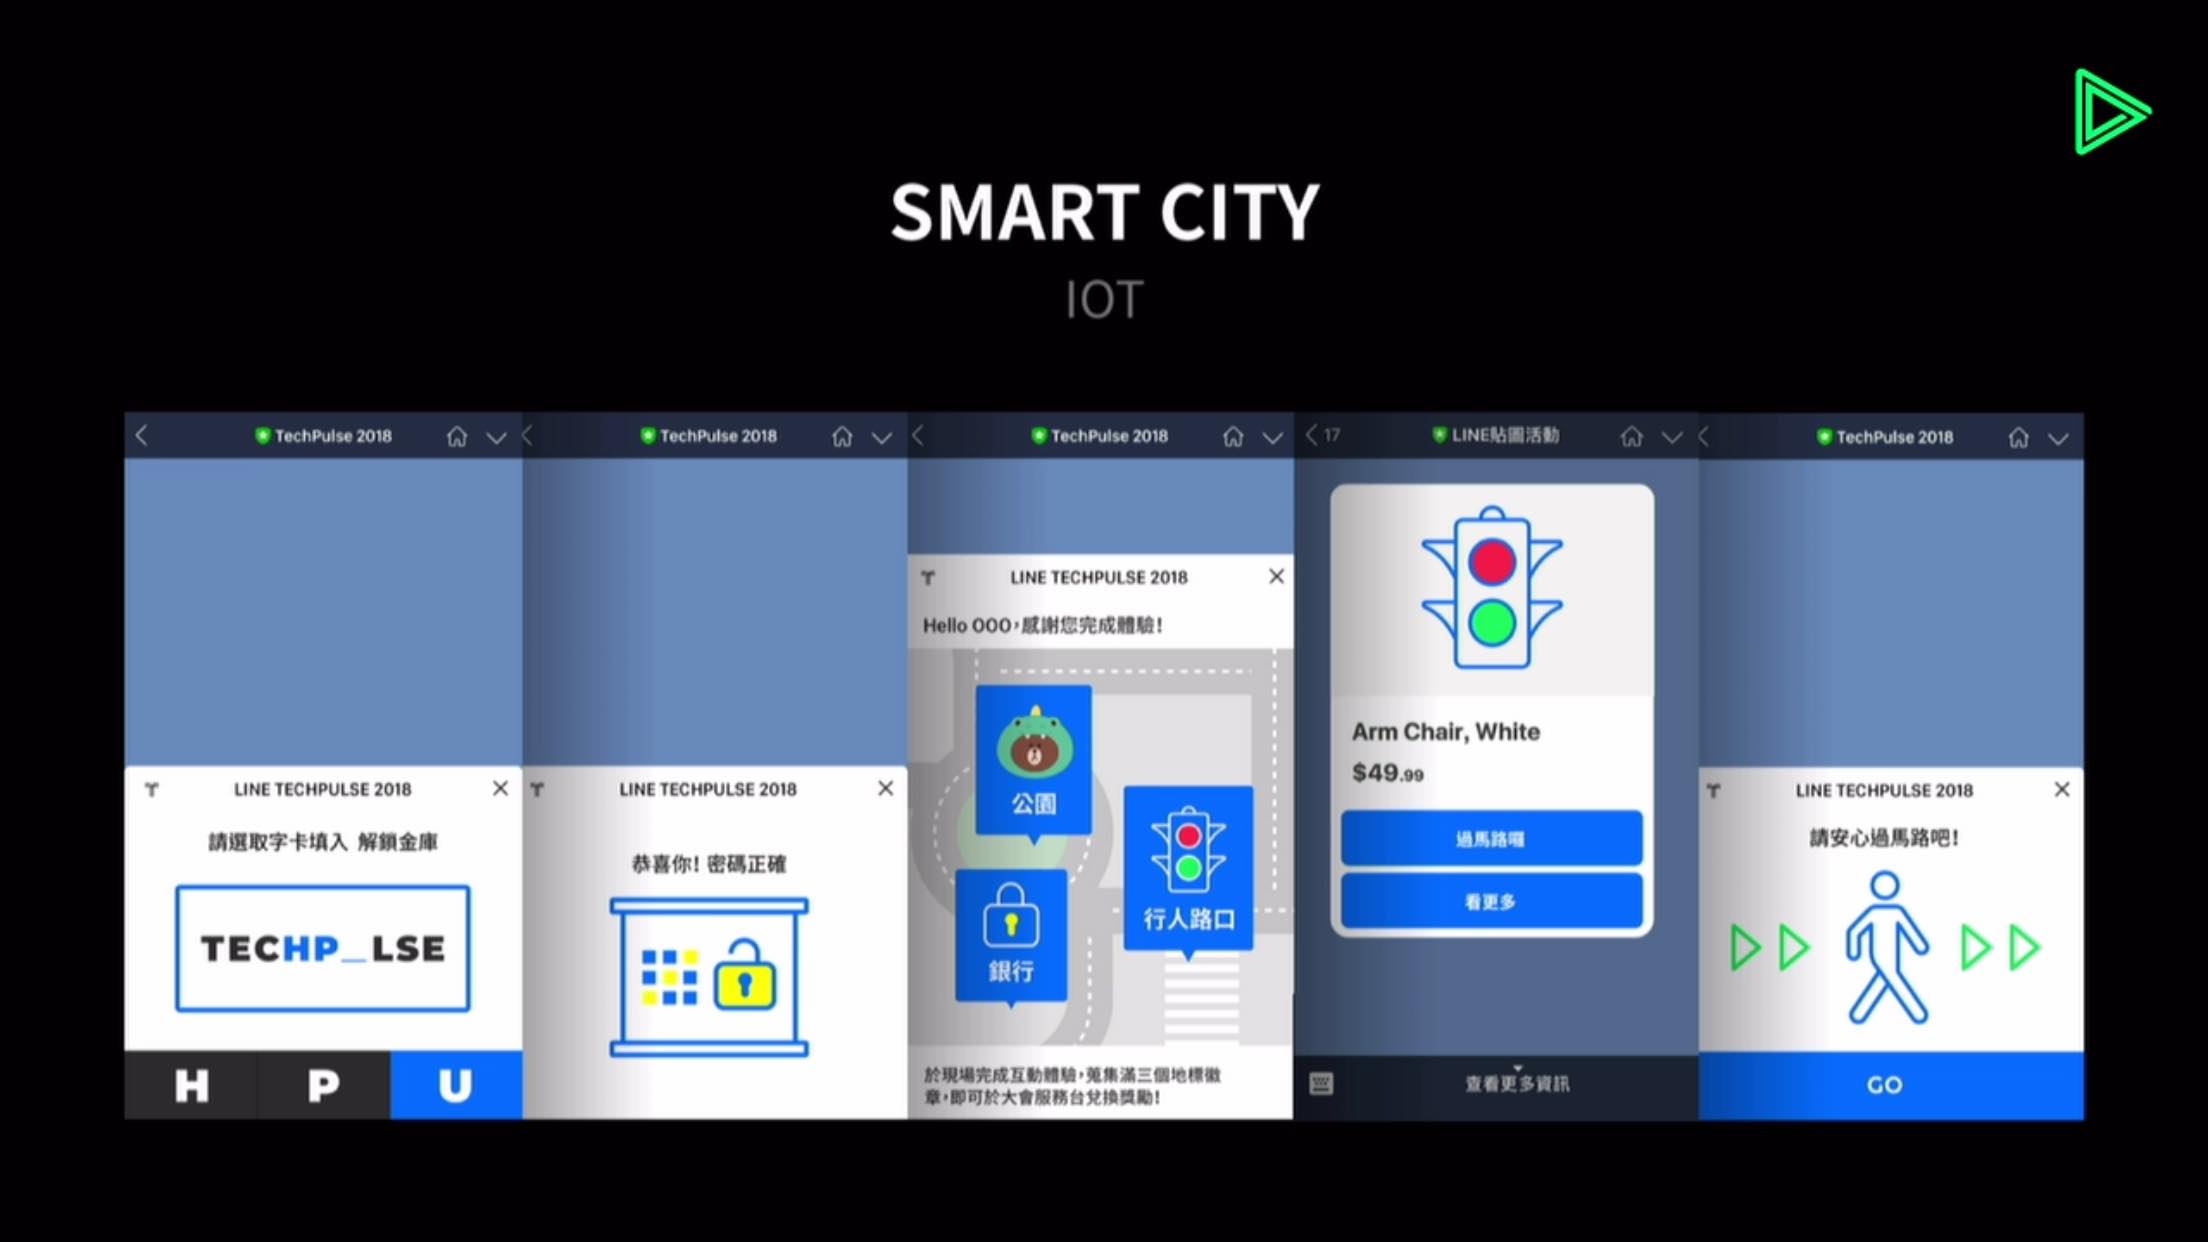 SMART CITY
IOT
TechPulse 2018
LINE TECHPULSE 2018
請選取字卡填入 解鎖金庫
TECHP_LSE
H P U
TechPulse 2018
LINE TECHPULSE 2018
恭喜你! 密碼正確
TechPulse 2018
LINE TECHPULSE 2018
Hello OOO,感謝您完成體驗!
公園
行人路口
銀行
於現場完成互動體驗,蒐集滿三個地標徽
章,即可於大會服務台兌換獎勵!
17 LINE貼圖活動
Arm Chair, White
$49.99
過馬路囉
看更多
查看更多資訊
TechPulse 2018
LINE TECHPULSE 2018
請安心過馬路吧!
GO